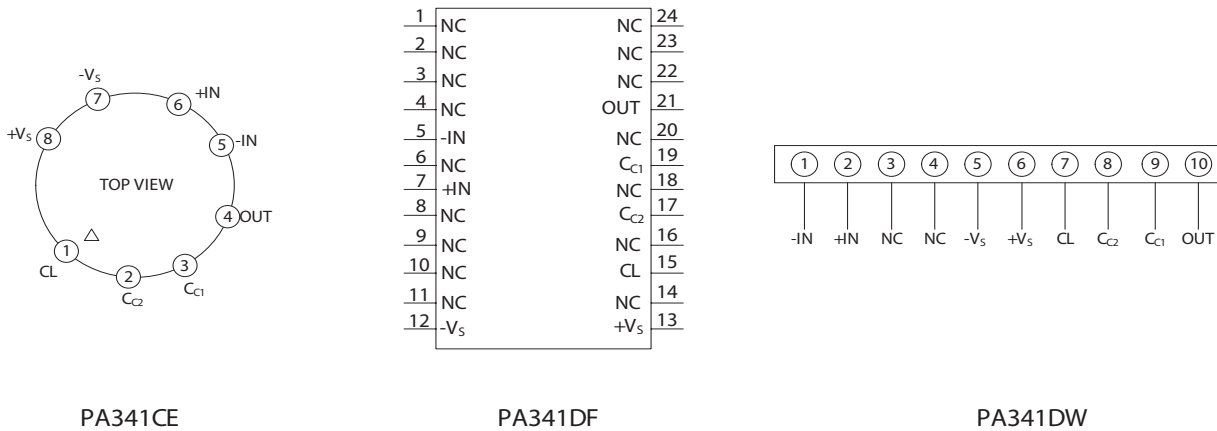 -VS
7
+IN
6
+VS
8
-IN
5
TOP VIEW
4
OUT
1
CL
2
CC2
3
CC1
PA341CE
1 NC NC 24
2 NC NC 23
3 NC NC 22
4 NC OUT 21
5 -IN NC 20
6 NC CC1 19
7 +IN NC 18
8 NC CC2 17
9 NC NC 16
10 NC CL 15
11 NC NC 14
12 -VS +VS 13
PA341DF
1 2 3 4 5 6 7 8 9 10
-IN +IN NC NC -VS +VS CL CC2 CC1 OUT
PA341DW